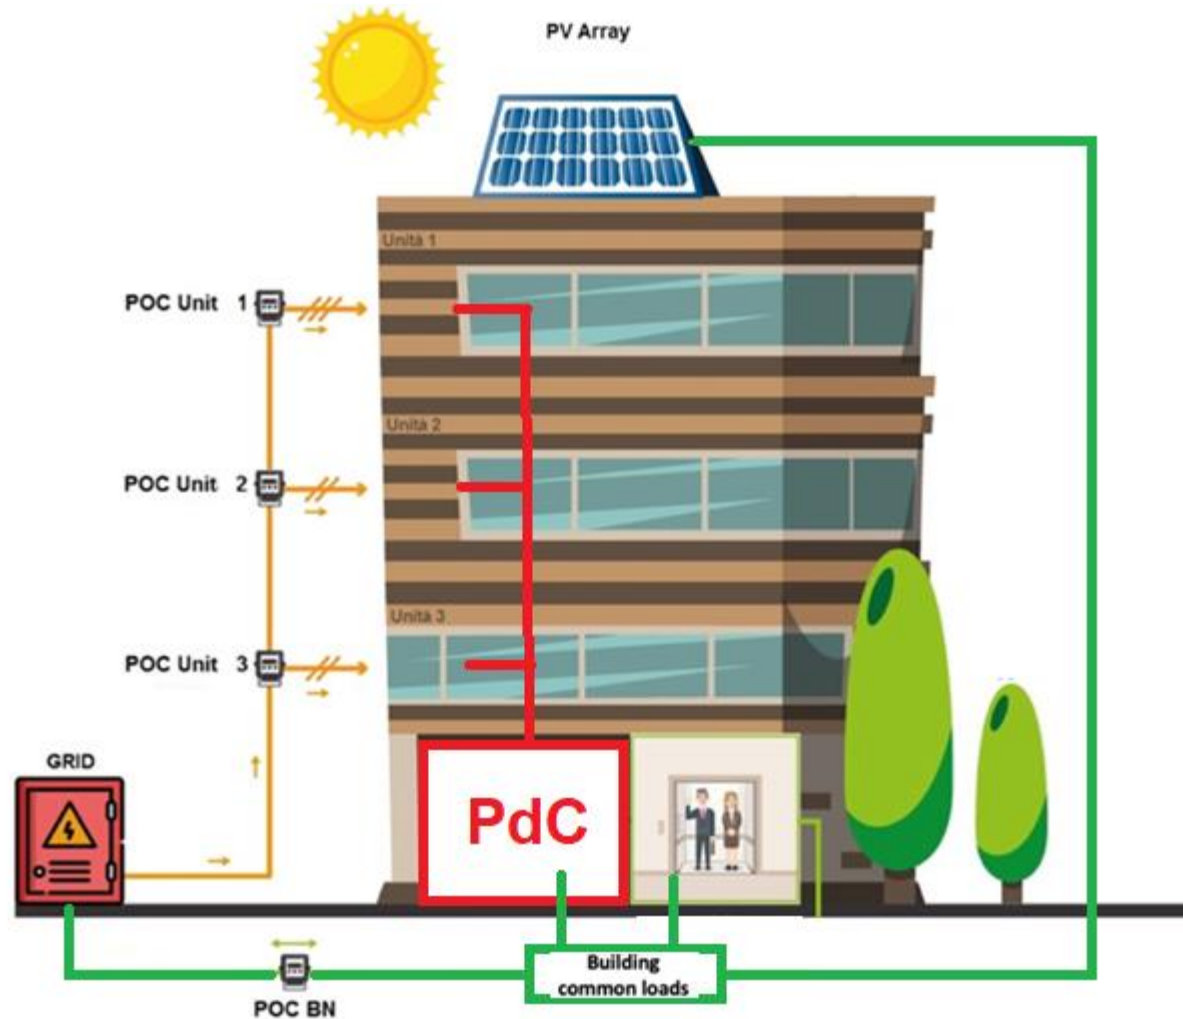 PV Array
Unità 1
POC Unit 1
Unità 2
POC Unit 2
Unità 3
POC Unit 3
GRID
PdC
Building
common loads
POC BN